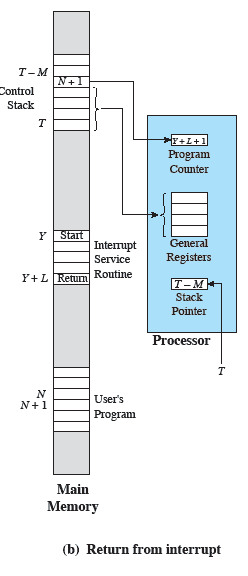 T – M
N + 1
Control
Stack
T
Y + L + 1
Program
Counter
Y
Start
Interrupt
Service
Routine
Y + L
Return
General
Registers
T – M
Stack
Pointer
Processor
T
N
N + 1
User's
Program
Main
Memory
(b) Return from interrupt